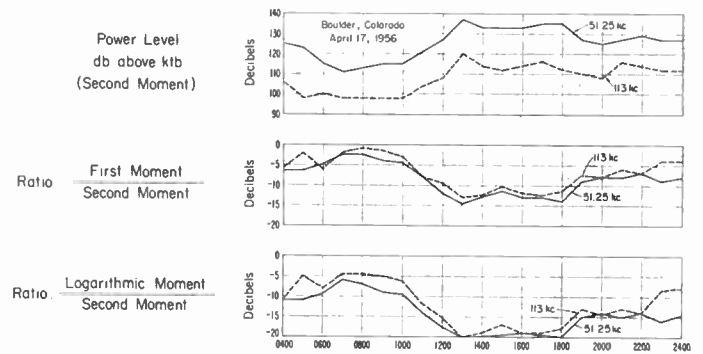 Power Level
db above ktb
(Second Moment)
Decibels
140
130
120
110
100
90
Boulder, Colorado
April 17, 1956
51.25 kc
113 kc
Ratio
First Moment
Second Moment
Decibels
0
-5
-10
-15
-20
113 kc
51.25 kc
Ratio.
Logarithmic Moment
Second Moment
Decibels
0
-5
-10
-15
-20
113 kc
51.25 kc
0400 0600 0800 1000 1200 1400 1600 1800 2000 2200 2400